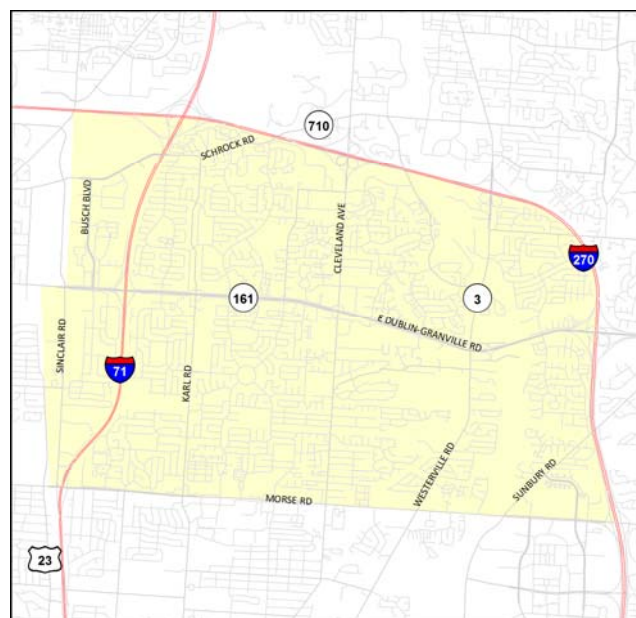 710
SCHROCK RD
BUSCH BLVD
CLEVELAND AVE
270
161
3
E DUBLIN-GRANVILLE RD
SINCLAIR RD
71
KARL RD
WESTERVILLE RD
SUNBURY RD
MORSE RD
23